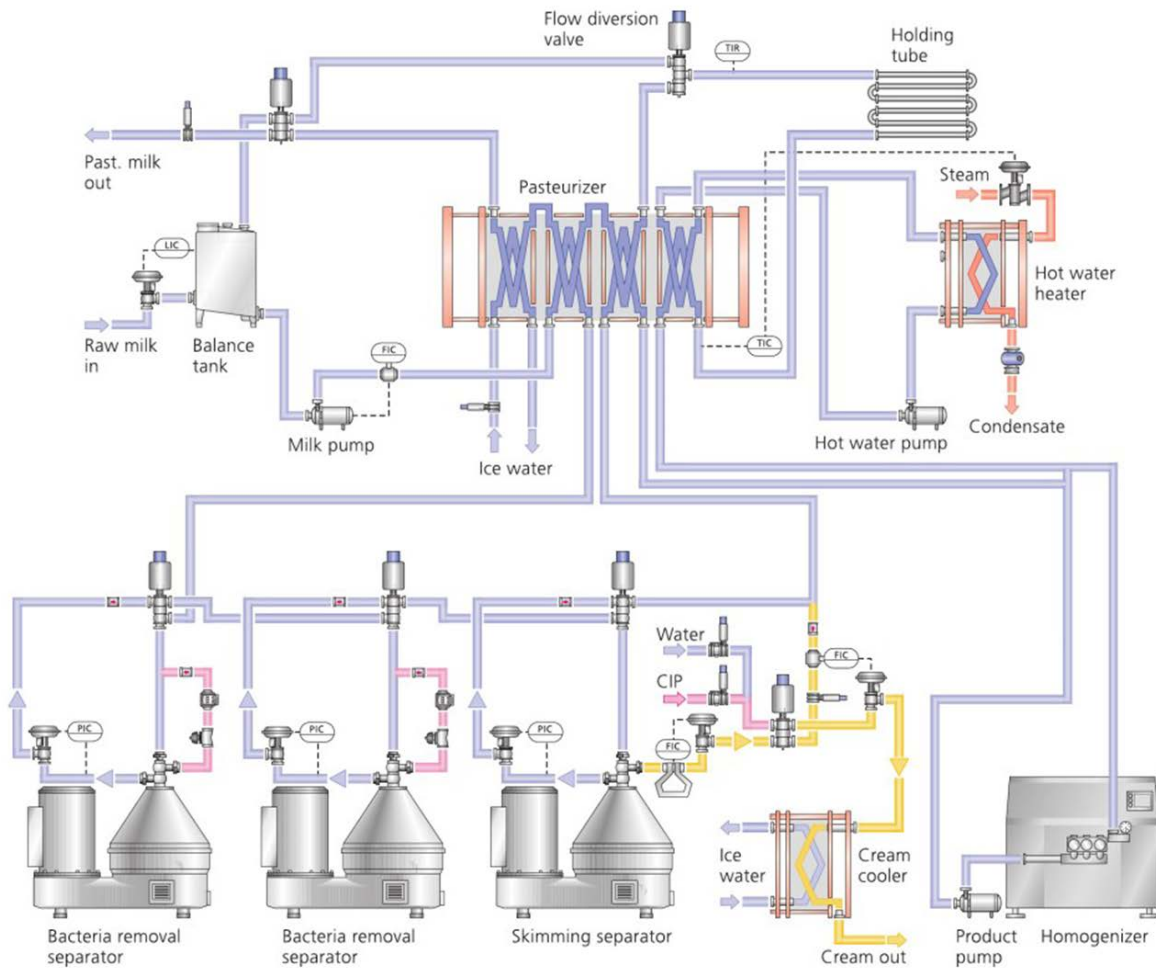 Flow diversion
valve
TIR
Holding
tube
Past. milk
out
Pasteurizer
Steam
LIC
Hot water
heater
Raw milk
in
Balance
tank
FIC
TIC
Milk pump
Ice water
Hot water pump
Condensate
Water
FIC
CIP
PIC
PIC
PIC
FIC
Ice
water
Cream
cooler
Bacteria removal
separator
Bacteria removal
separator
Skimming separator
Cream out
Product
pump
Homogenizer